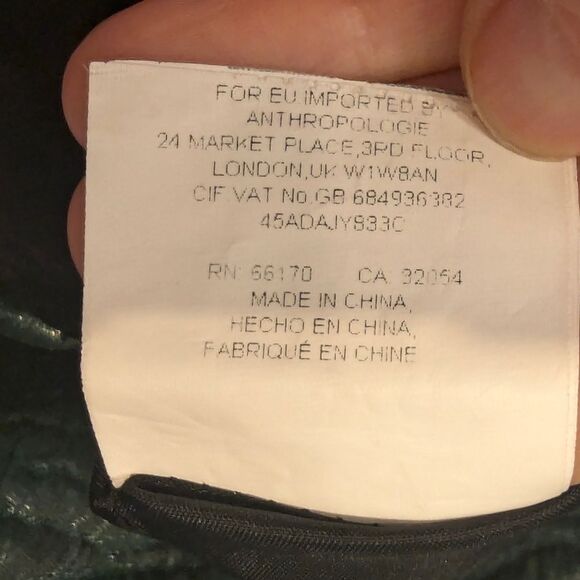 FOR EU.IMPORTED BY
ANTHROPOLOGIE
24 MARKET PLACE,3RD FLOOR,
LONDON,UK W1W8AN
CIF VAT No.GB 684936382
45ADAJY833C
RN: 66170 CA: 32054
MADE IN CHINA,
HECHO EN CHINA,
FABRIQUÉ EN CHINE